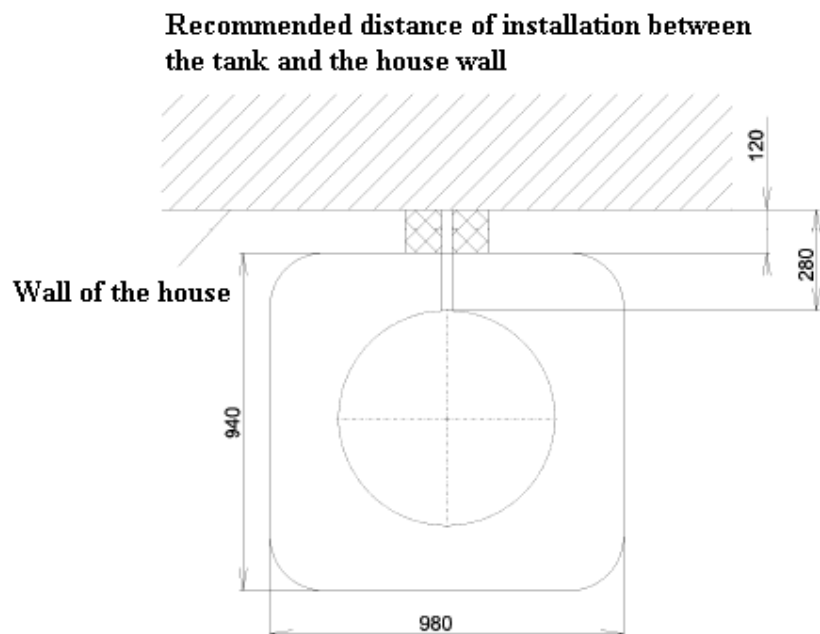 Recommended distance of installation between
the tank and the house wall
120
280
Wall of the house
940
980